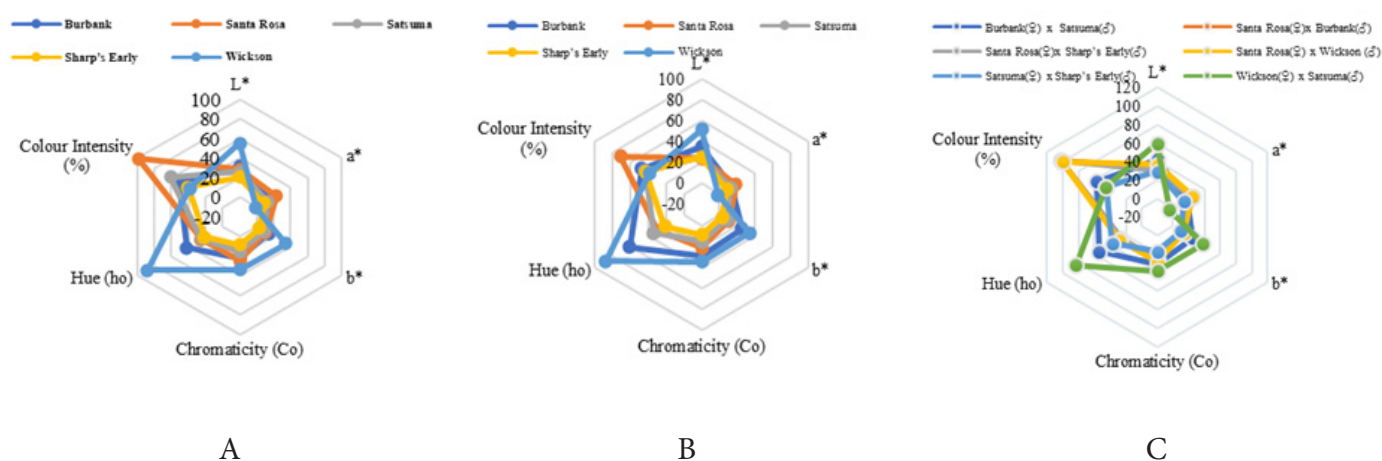 Burbank Santa Rosa Satsuma
Sharp's Early Wickson
L*
100
80
60
40
20
0
-20
a*
b*
Chromaticity (Co)
Hue (ho)
Colour Intensity
(%)
A
Burbank Santa Rosa Satsuma
Sharp's Early Wickson
L*
100
80
60
40
20
0
-20
a*
b*
Chromaticity (Co)
Hue (ho)
Colour Intensity
(%)
B
Burbank(♀) x Satsuma(♂) Santa Rosa(♀)x Burbank(♂)
Santa Rosa(♀)x Sharp's Early(♂) Santa Rosa(♀) x Wickson (♂)
Satsuma(♀) x Sharp's Early(♂) Wickson(♀) x Satsuma(♂)
L*
120
100
80
60
40
20
0
-20
a*
b*
Chromaticity (Co)
Hue (ho)
Colour Intensity
(%)
C